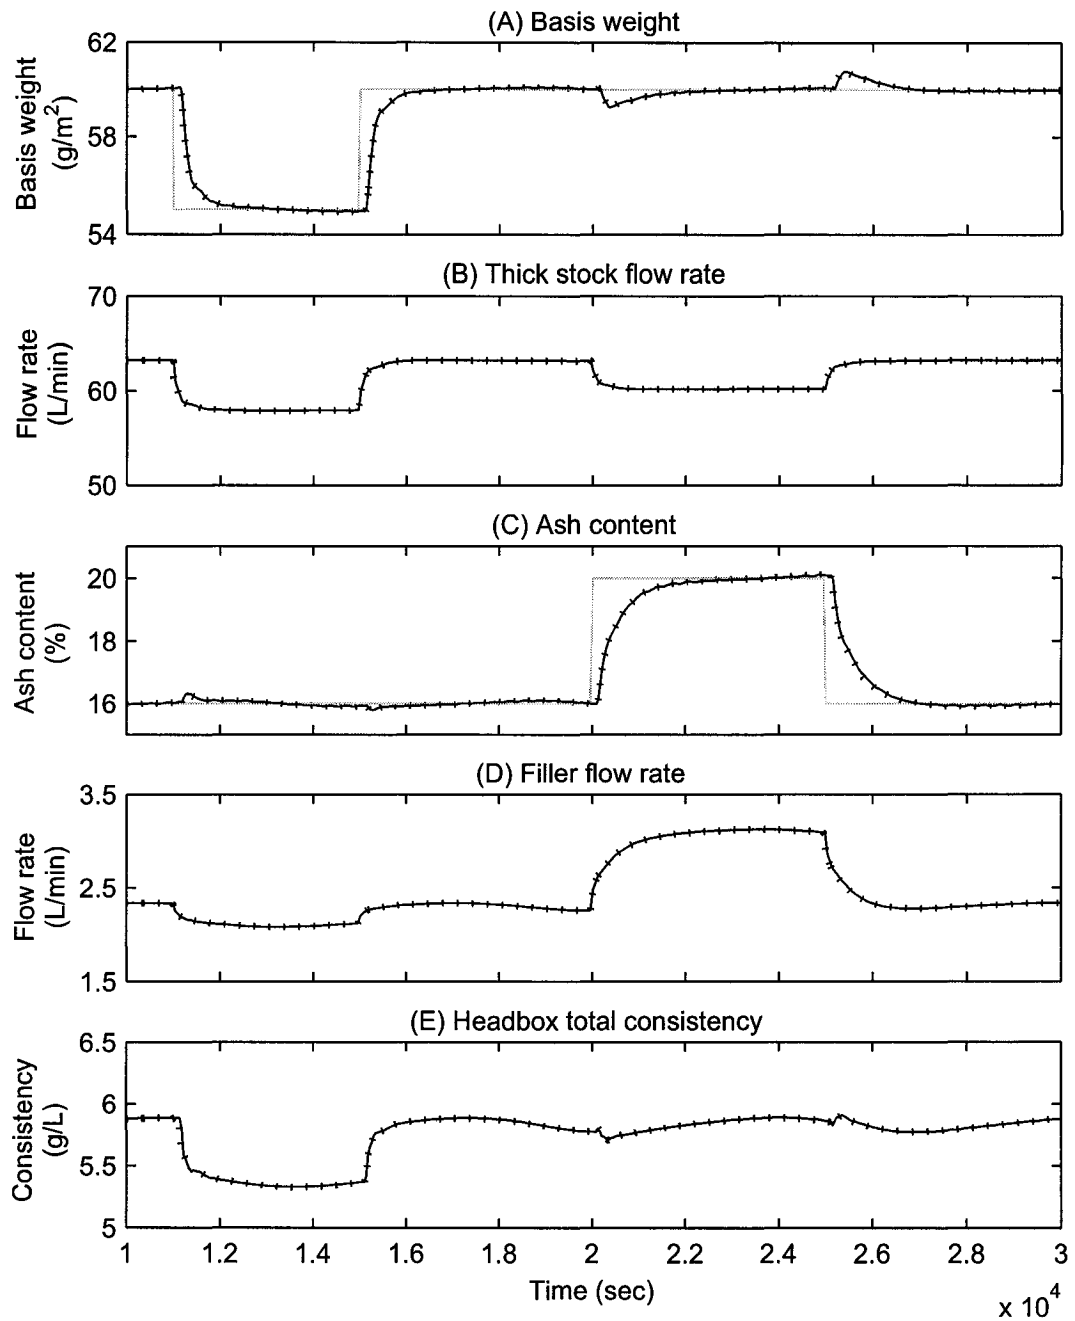 (A) Basis weight
62
58
54
Basis weight
(g/m²)
(B) Thick stock flow rate
70
60
50
Flow rate
(L/min)
(C) Ash content
20
18
16
Ash content
(%)
(D) Filler flow rate
3.5
2.5
1.5
Flow rate
(L/min)
(E) Headbox total consistency
6.5
6
5.5
5
Consistency
(g/L)
1 1.2 1.4 1.6 1.8 2 2.2 2.4 2.6 2.8 3
Time (sec)
x 10⁴